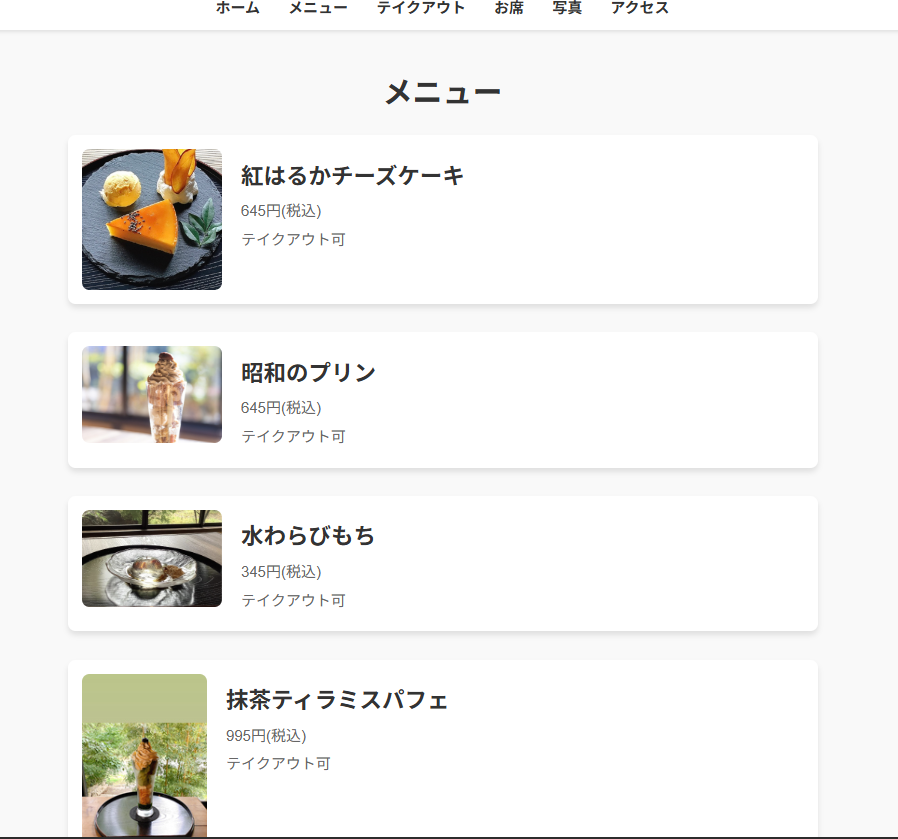 ホーム メニュー テイクアウト お席 写真 アクセス
メニュー
紅はるかチーズケーキ
645円(税込)
テイクアウト可
昭和のプリン
645円(税込)
テイクアウト可
水わらびもち
345円(税込)
テイクアウト可
抹茶ティラミスパフェ
995円(税込)
テイクアウト可